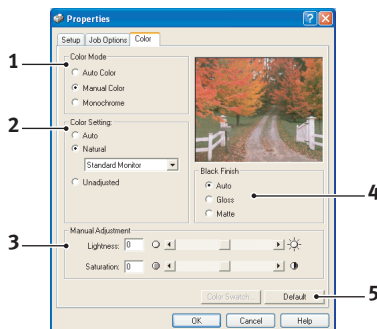 Properties
Setup Job Options Color
1
Color Mode
Auto Color
Manual Color
Monochrome
2
Color Setting:
Auto
Natural
Standard Monitor
Unadjusted
Black Finish
Auto
Gloss
Matte
4
3
Manual Adjustment
Lightness: 0
Saturation: 0
Color Swatch... Default
5
OK Cancel Help